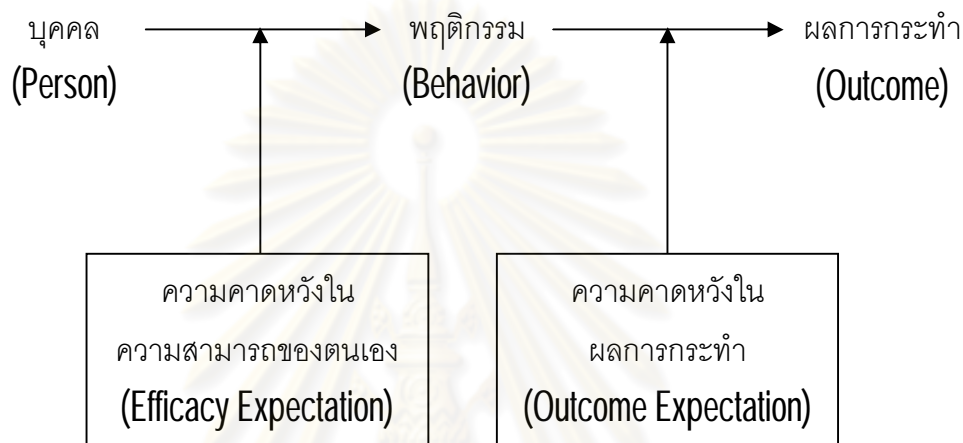 บุคคล
(Person)
พฤติกรรม
(Behavior)
ผลการกระทำ
(Outcome)
ความคาดหวังใน
ความสามารถของตนเอง
(Efficacy Expectation)
ความคาดหวังใน
ผลการกระทำ
(Outcome Expectation)